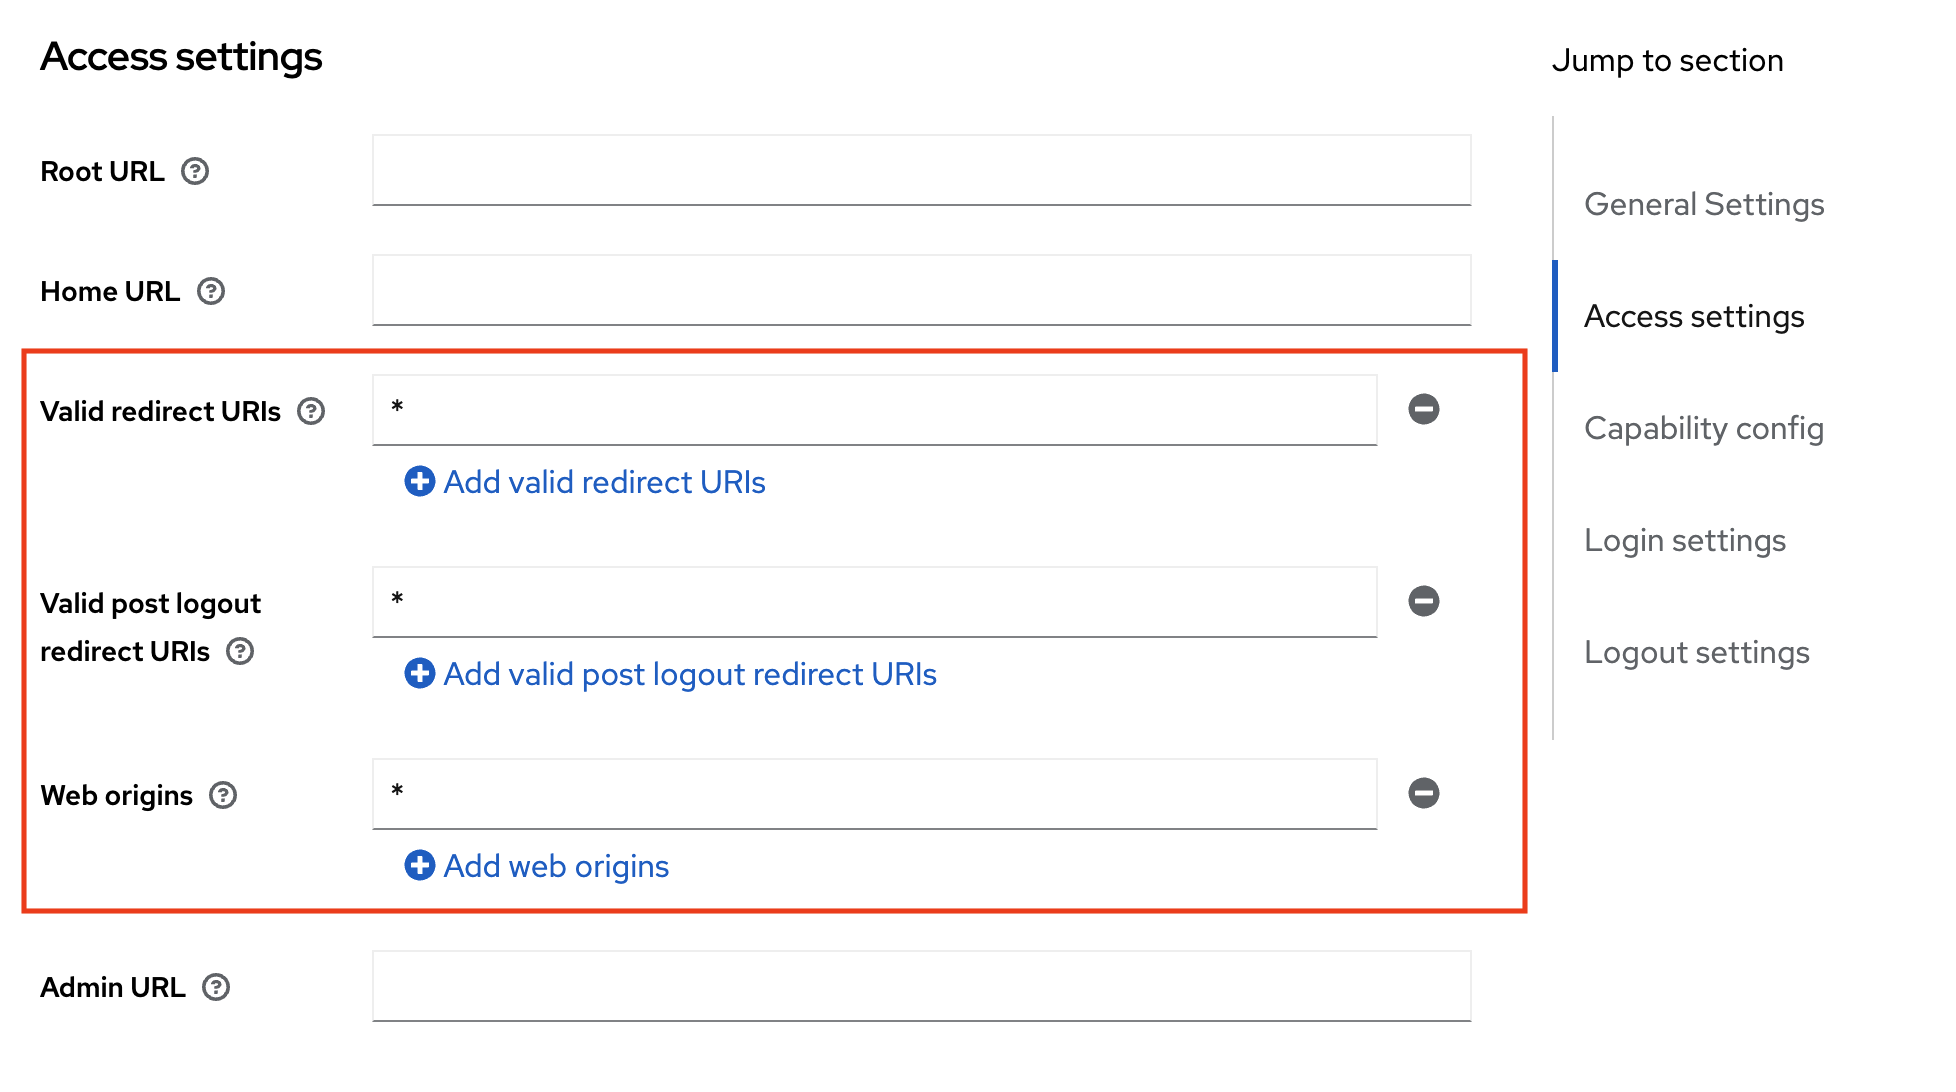 Access settings
Root URL
Home URL
Valid redirect URIs
*
Add valid redirect URIs
Valid post logout
redirect URIs
*
Add valid post logout redirect URIs
Web origins
*
Add web origins
Admin URL
Jump to section
General Settings
Access settings
Capability config
Login settings
Logout settings